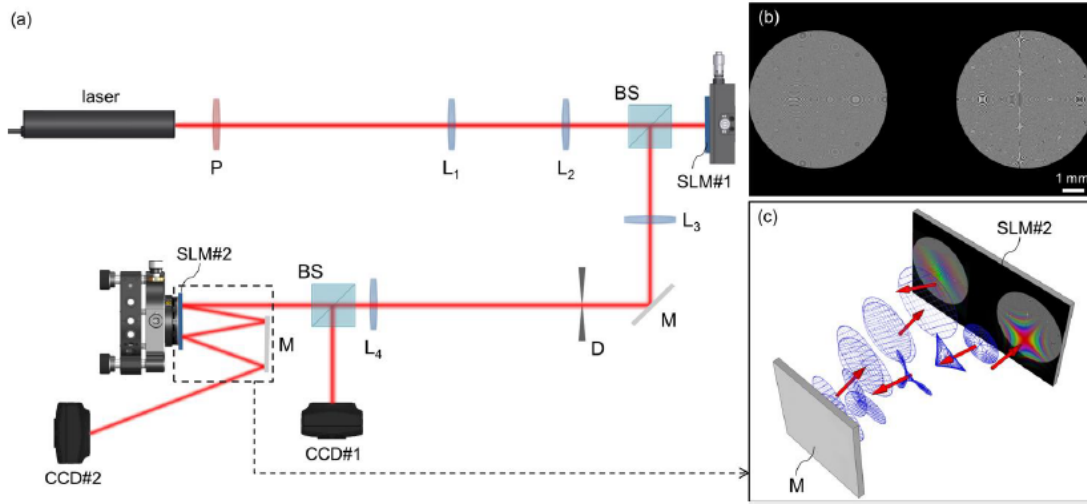 (a)
laser
P
L1
L2
BS
SLM#1
L3
SLM#2
BS
L4
D
M
M
CCD#1
CCD#2
(b)
1 mm
(c)
SLM#2
M